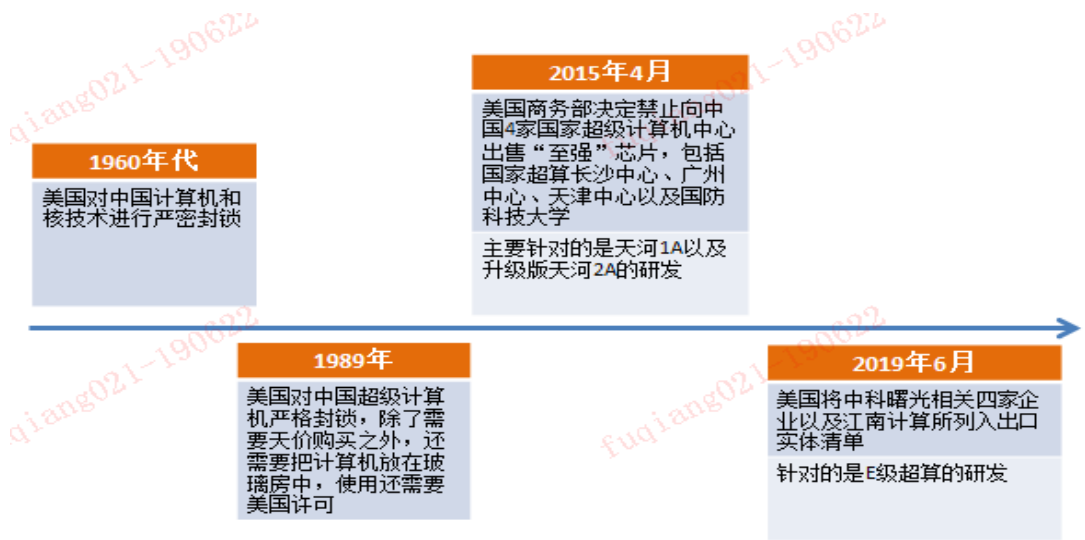 fuqiang021-190622
fuqiang021-190622
1960年代
美国对中国计算机和
核技术进行严密封锁
2015年4月
美国商务部决定禁止向中
国4家国家超级计算机中心
出售“至强”芯片，包括
国家超算长沙中心、广州
中心、天津中心以及国防
科技大学
主要针对的是天河1A以及
升级版天河2A的研发
1989年
美国对中国超级计算
机严格封锁，除了需
要天价购买之外，还
需要把计算机放在玻
璃房中，使用还需要
美国许可
2019年6月
美国将中科曙光相关四家企
业以及江南计算所列入出口
实体清单
针对的是E级超算的研发
qiang021-190622
fuqiang021-190622